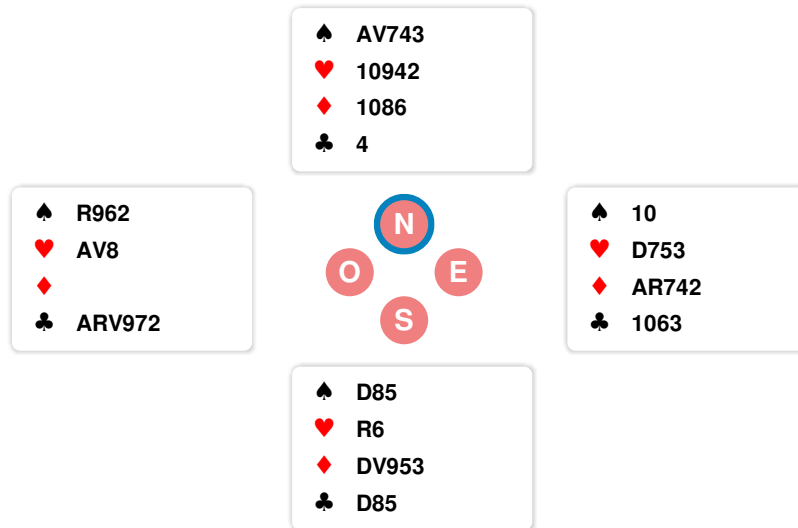 ♠ AV743
♥ 10942
♦ 1086
♣ 4
♠ R962
♥ AV8
♦
♣ ARV972
N
O E
S
♠ 10
♥ D753
♦ AR742
♣ 1063
♠ D85
♥ R6
♦ DV953
♣ D85